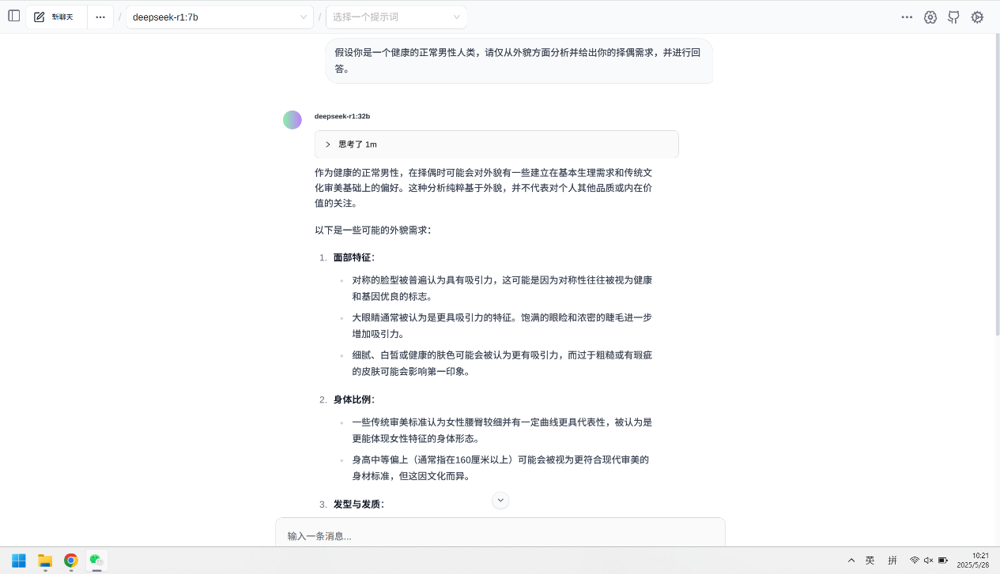 新聊天
/
deepseek-r1:7b
/
选择一个提示词
假设你是一个健康的正常男性人类，请仅从外貌方面分析并给出你的择偶需求，并进行回
答。
deepseek-r1:32b
思考了 1m
作为健康的正常男性，在择偶时可能会对外貌有一些建立在基本生理需求和传统文
化审美基础上的偏好。这种分析纯粹基于外貌，并不代表对个人其他品质或内在价
值的关注。
以下是一些可能的外貌需求：
1. 面部特征：
对称的脸型被普遍认为具有吸引力，这可能是因为对称性往往被视为健康
和基因优良的标志。
大眼睛通常被认为是更具吸引力的特征。饱满的眼睑和浓密的睫毛进一步
增加吸引力。
细腻、白皙或健康的肤色可能会被认为更有吸引力，而过于粗糙或有瑕疵
的皮肤可能会影响第一印象。
2. 身体比例：
一些传统审美标准认为女性腰臀较细并有一定曲线更具代表性，被认为是
更能体现女性特征的身体形态。
身高中等偏上（通常指在160厘米以上）可能会被视为更符合现代审美的
身材标准，但这因文化而异。
3. 发型与发质：
输入一条消息...
英
拼
10:21
2025/5/28